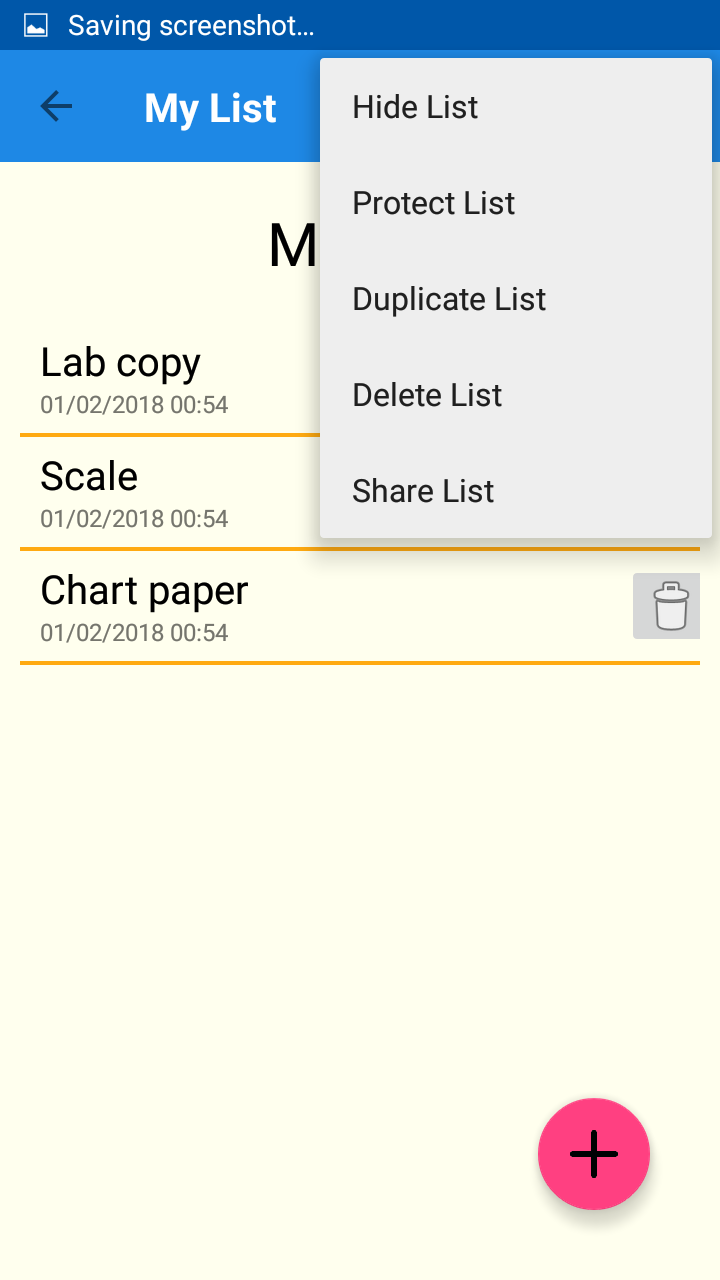 Saving screenshot...
My List
Hide List
Protect List
M
Duplicate List
Lab copy
01/02/2018 00:54
Delete List
Scale
01/02/2018 00:54
Share List
Chart paper
01/02/2018 00:54